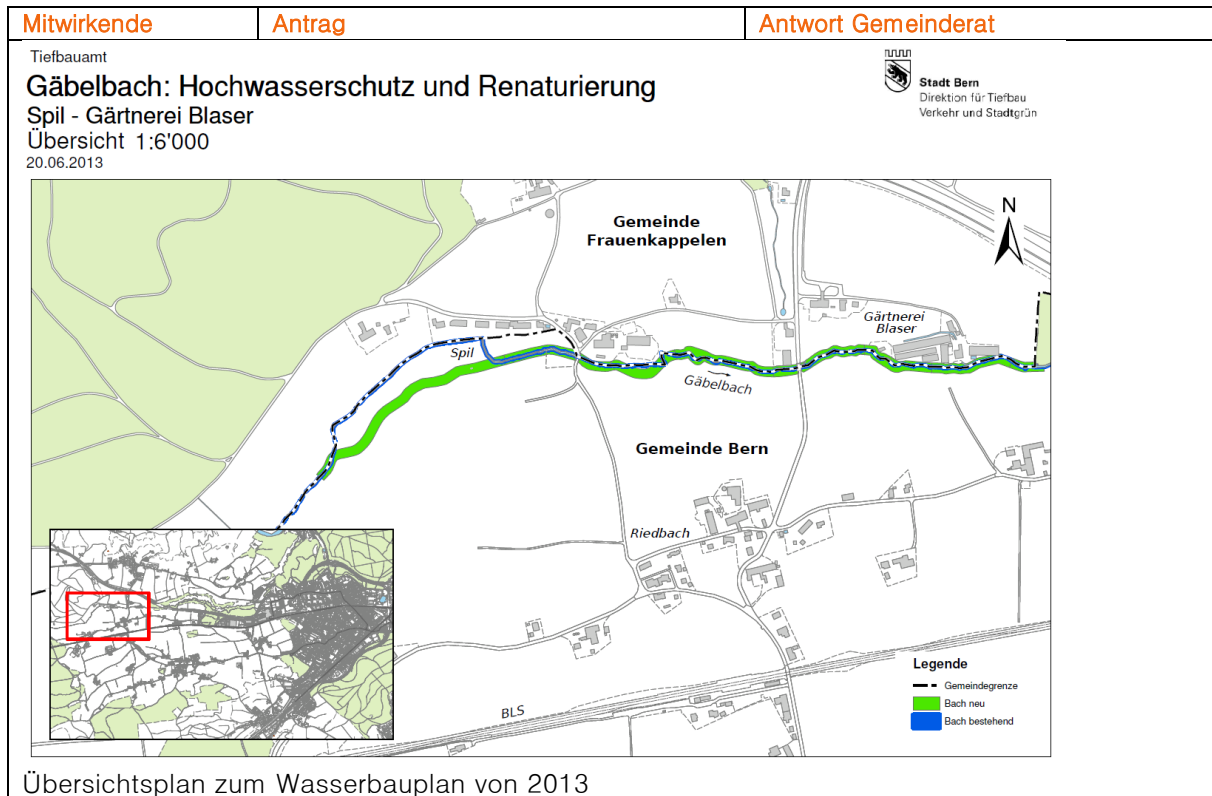 Mitwirkende Antrag Antwort Gemeinderat
Tiefbauamt
Gäbelbach: Hochwasserschutz und Renaturierung
Spil - Gärtnerei Blaser
Übersicht 1:6'000
20.06.2013
Stadt Bern
Direktion für Tiefbau
Verkehr und Stadtgrün
N
Gemeinde
Frauenkappelen
Gärtnerei
Blaser
Spil
Gäbelbach
Gemeinde Bern
Riedbach
BLS
Legende
Gemeindegrenze
Bach neu
Bach bestehend
Übersichtsplan zum Wasserbauplan von 2013